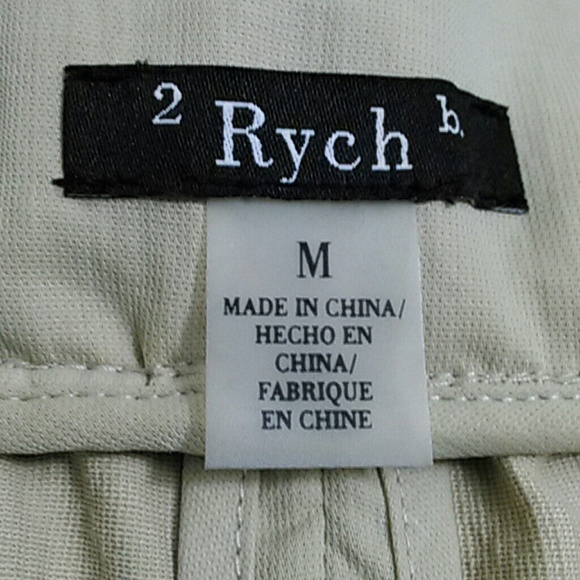 2 Rych b.
M
MADE IN CHINA/
HECHO EN
CHINA/
FABRIQUE
EN CHINE